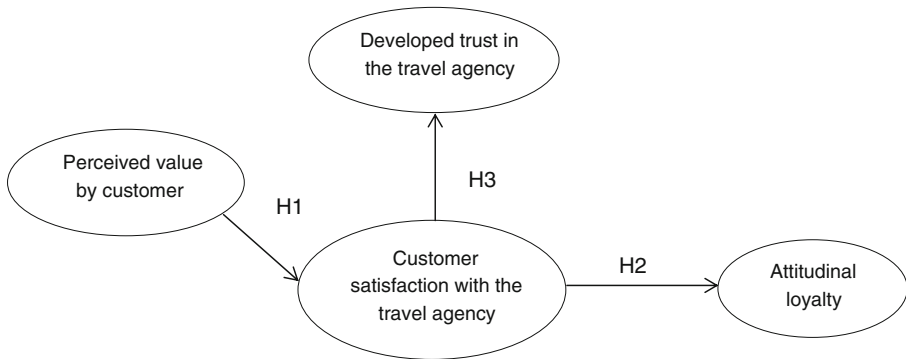 Developed trust in
the travel agency
Perceived value
by customer
H1
H3
Customer
satisfaction with the
travel agency
H2
Attitudinal
loyalty